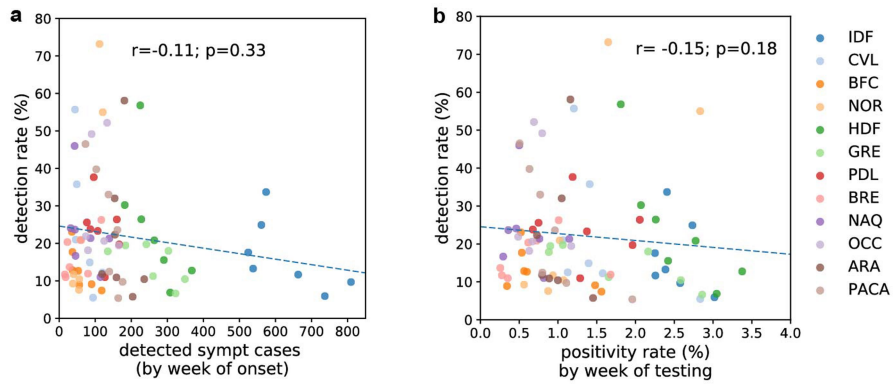 a
80
70
60
50
40
30
20
10
0
detection rate (%)
r=-0.11; p=0.33
0 100 200 300 400 500 600 700 800
detected sympt cases
(by week of onset)
b
80
70
60
50
40
30
20
10
0
detection rate (%)
r= -0.15; p=0.18
0.0 0.5 1.0 1.5 2.0 2.5 3.0 3.5 4.0
positivity rate (%)
by week of testing
IDF
CVL
BFC
NOR
HDF
GRE
PDL
BRE
NAQ
OCC
ARA
PACA